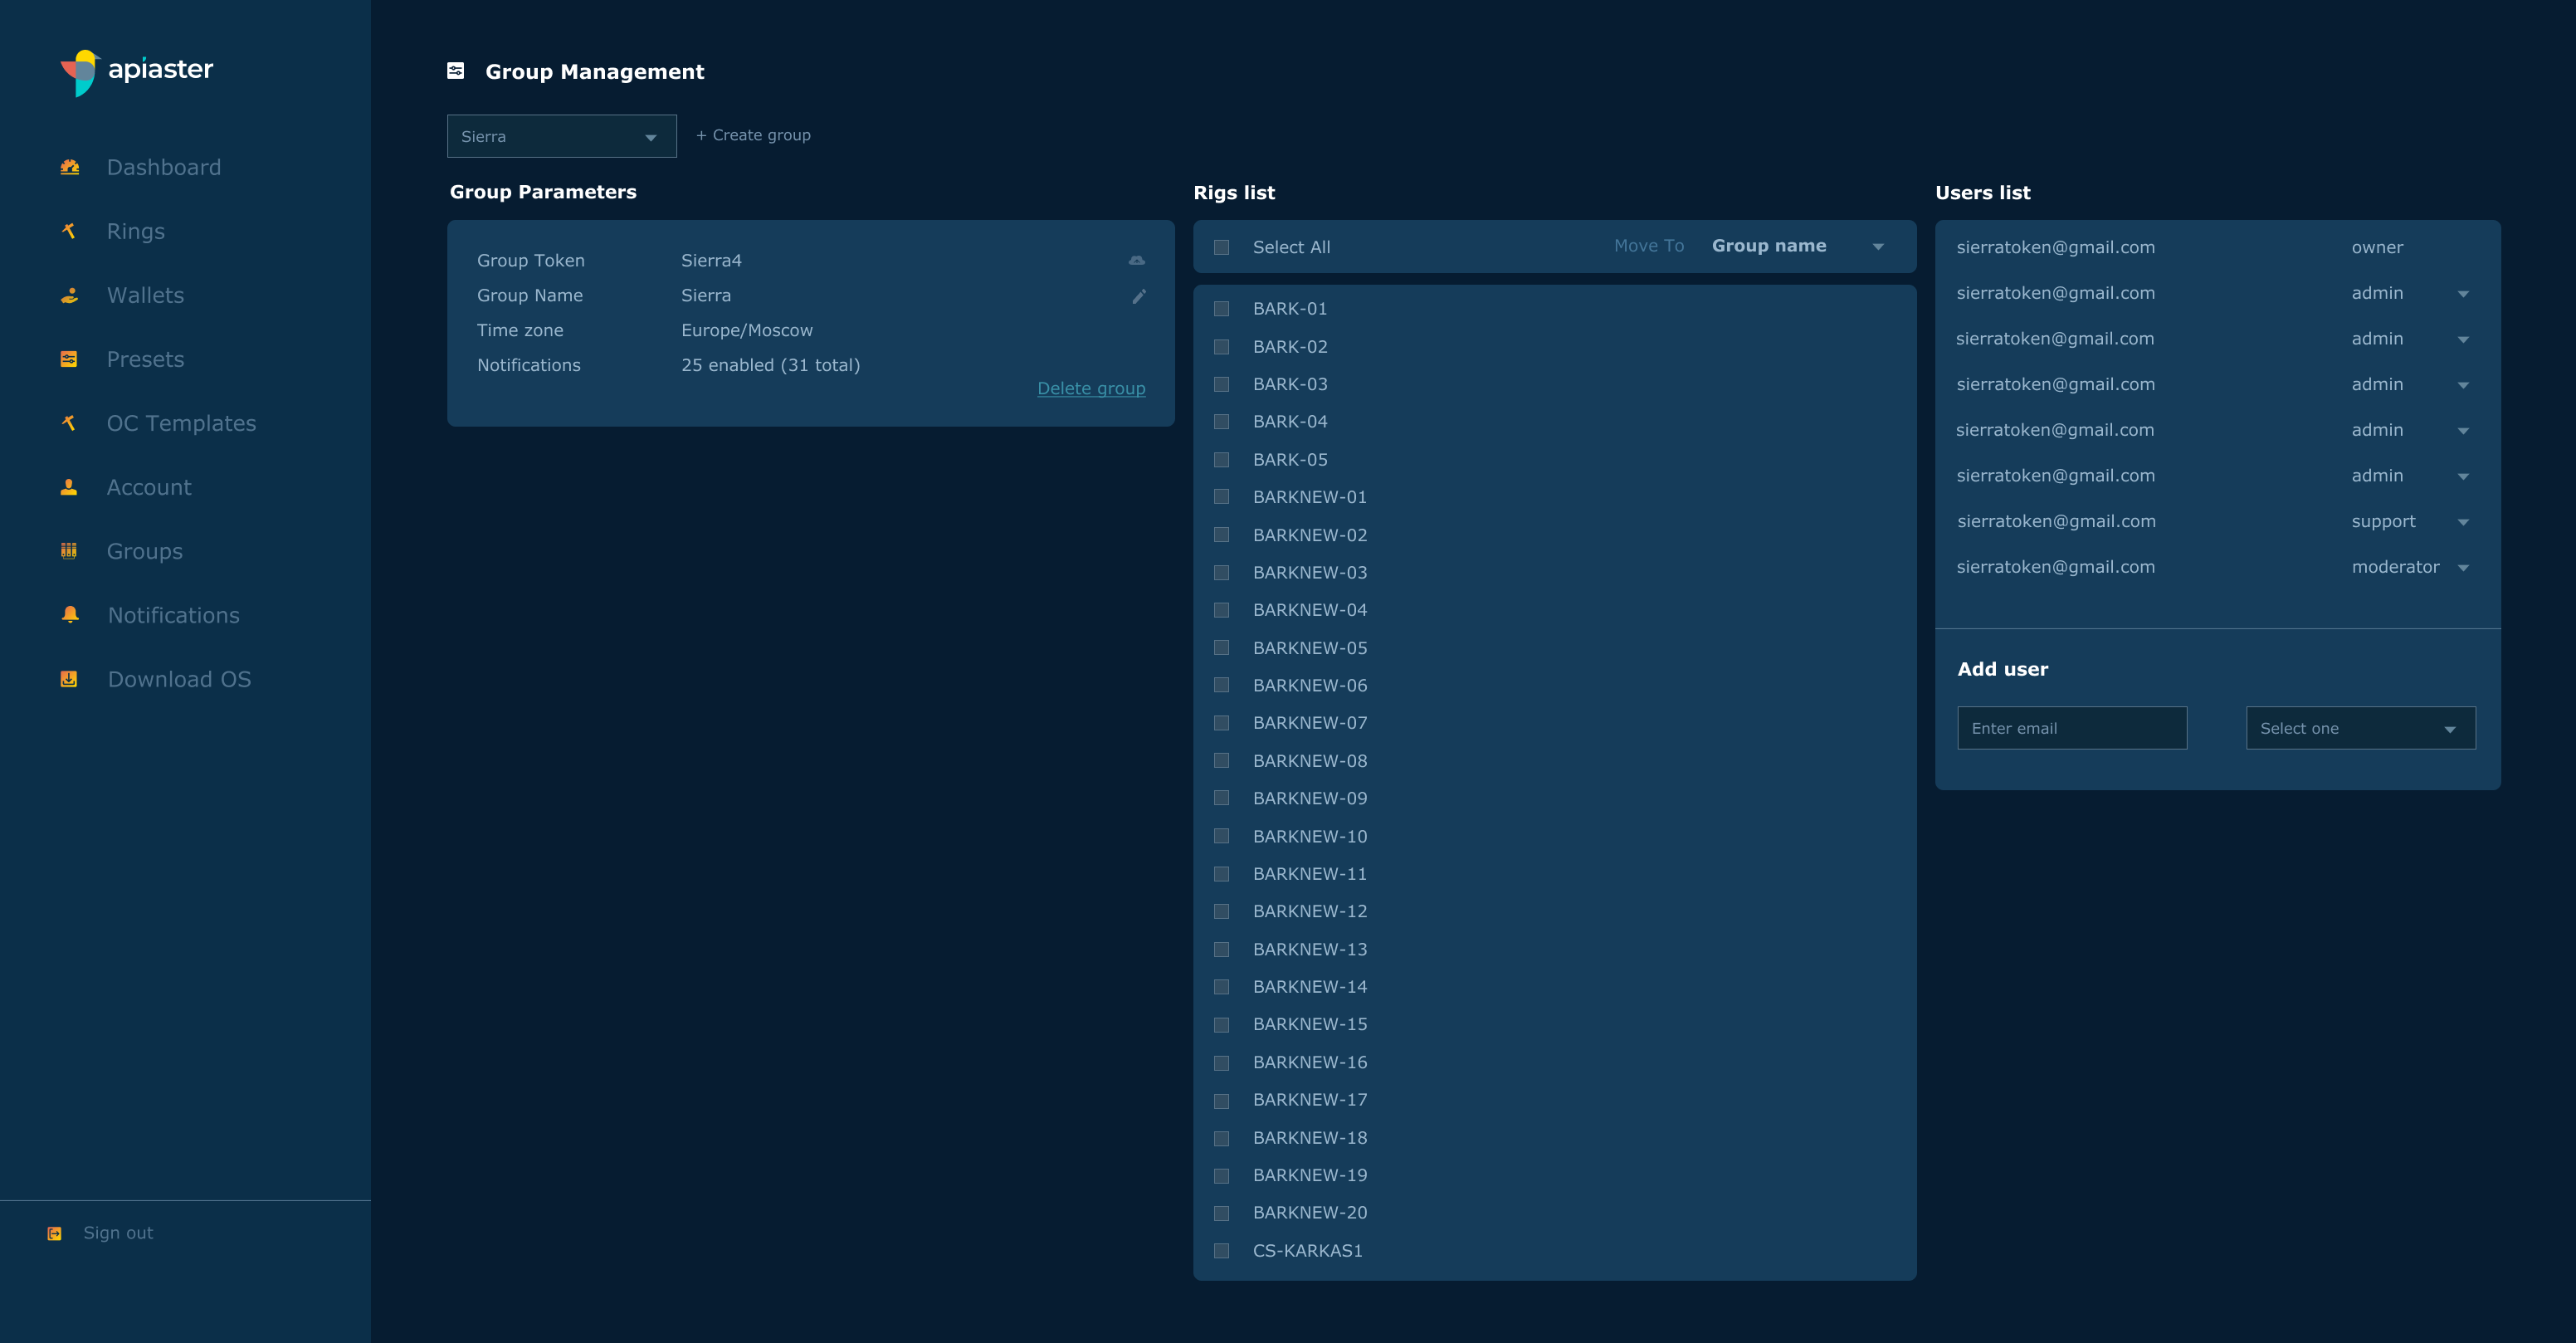 apiaster
Dashboard
Rings
Wallets
Presets
OC Templates
Account
Groups
Notifications
Download OS
Sign out
Group Management
Sierra
+ Create group
Group Parameters
Group Token Sierra4
Group Name Sierra
Time zone Europe/Moscow
Notifications 25 enabled (31 total)
Delete group
Rigs list
Select All Move To Group name
BARK-01
BARK-02
BARK-03
BARK-04
BARK-05
BARKNEW-01
BARKNEW-02
BARKNEW-03
BARKNEW-04
BARKNEW-05
BARKNEW-06
BARKNEW-07
BARKNEW-08
BARKNEW-09
BARKNEW-10
BARKNEW-11
BARKNEW-12
BARKNEW-13
BARKNEW-14
BARKNEW-15
BARKNEW-16
BARKNEW-17
BARKNEW-18
BARKNEW-19
BARKNEW-20
CS-KARKAS1
Users list
sierratoken@gmail.com owner
sierratoken@gmail.com admin
sierratoken@gmail.com admin
sierratoken@gmail.com admin
sierratoken@gmail.com admin
sierratoken@gmail.com admin
sierratoken@gmail.com support
sierratoken@gmail.com moderator
Add user
Enter email Select one